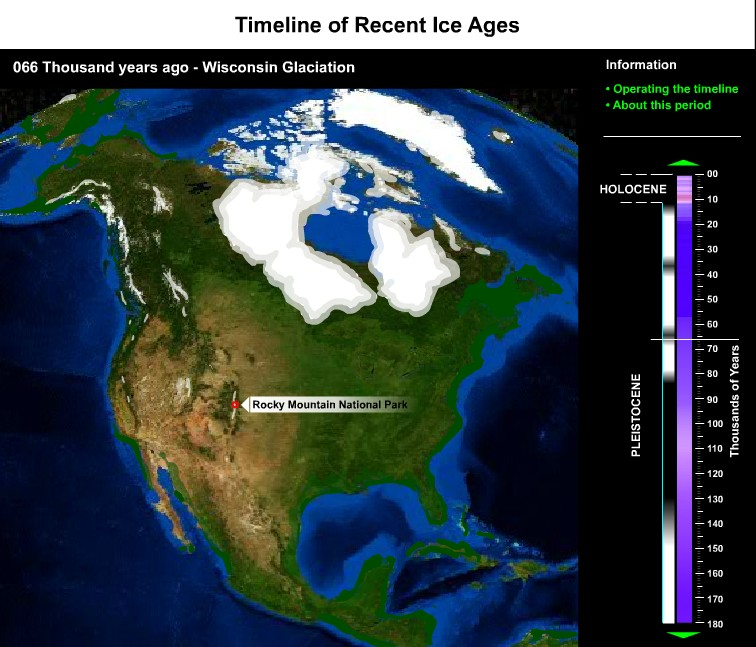 Timeline of Recent Ice Ages
066 Thousand years ago - Wisconsin Glaciation
Information
• Operating the timeline
• About this period
HOLOCENE
PLEISTOCENE
00
10
20
30
40
50
60
70
80
90
100
110
120
130
140
150
160
170
180
Thousands of Years
Rocky Mountain National Park